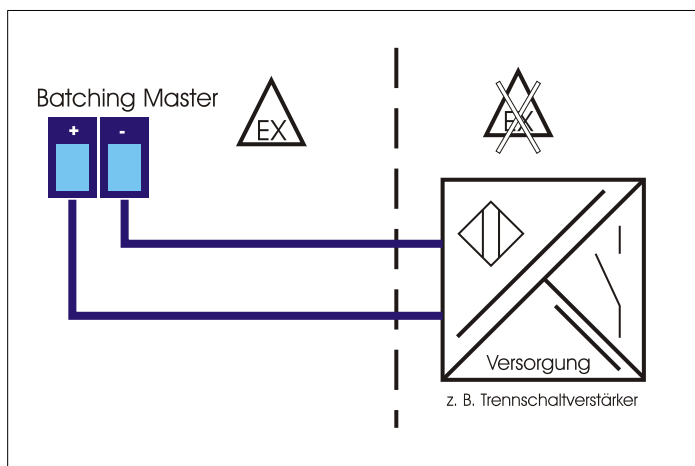 Batching Master
+ -
EX
EX
Versorgung
z. B. Trennschaltverstärker